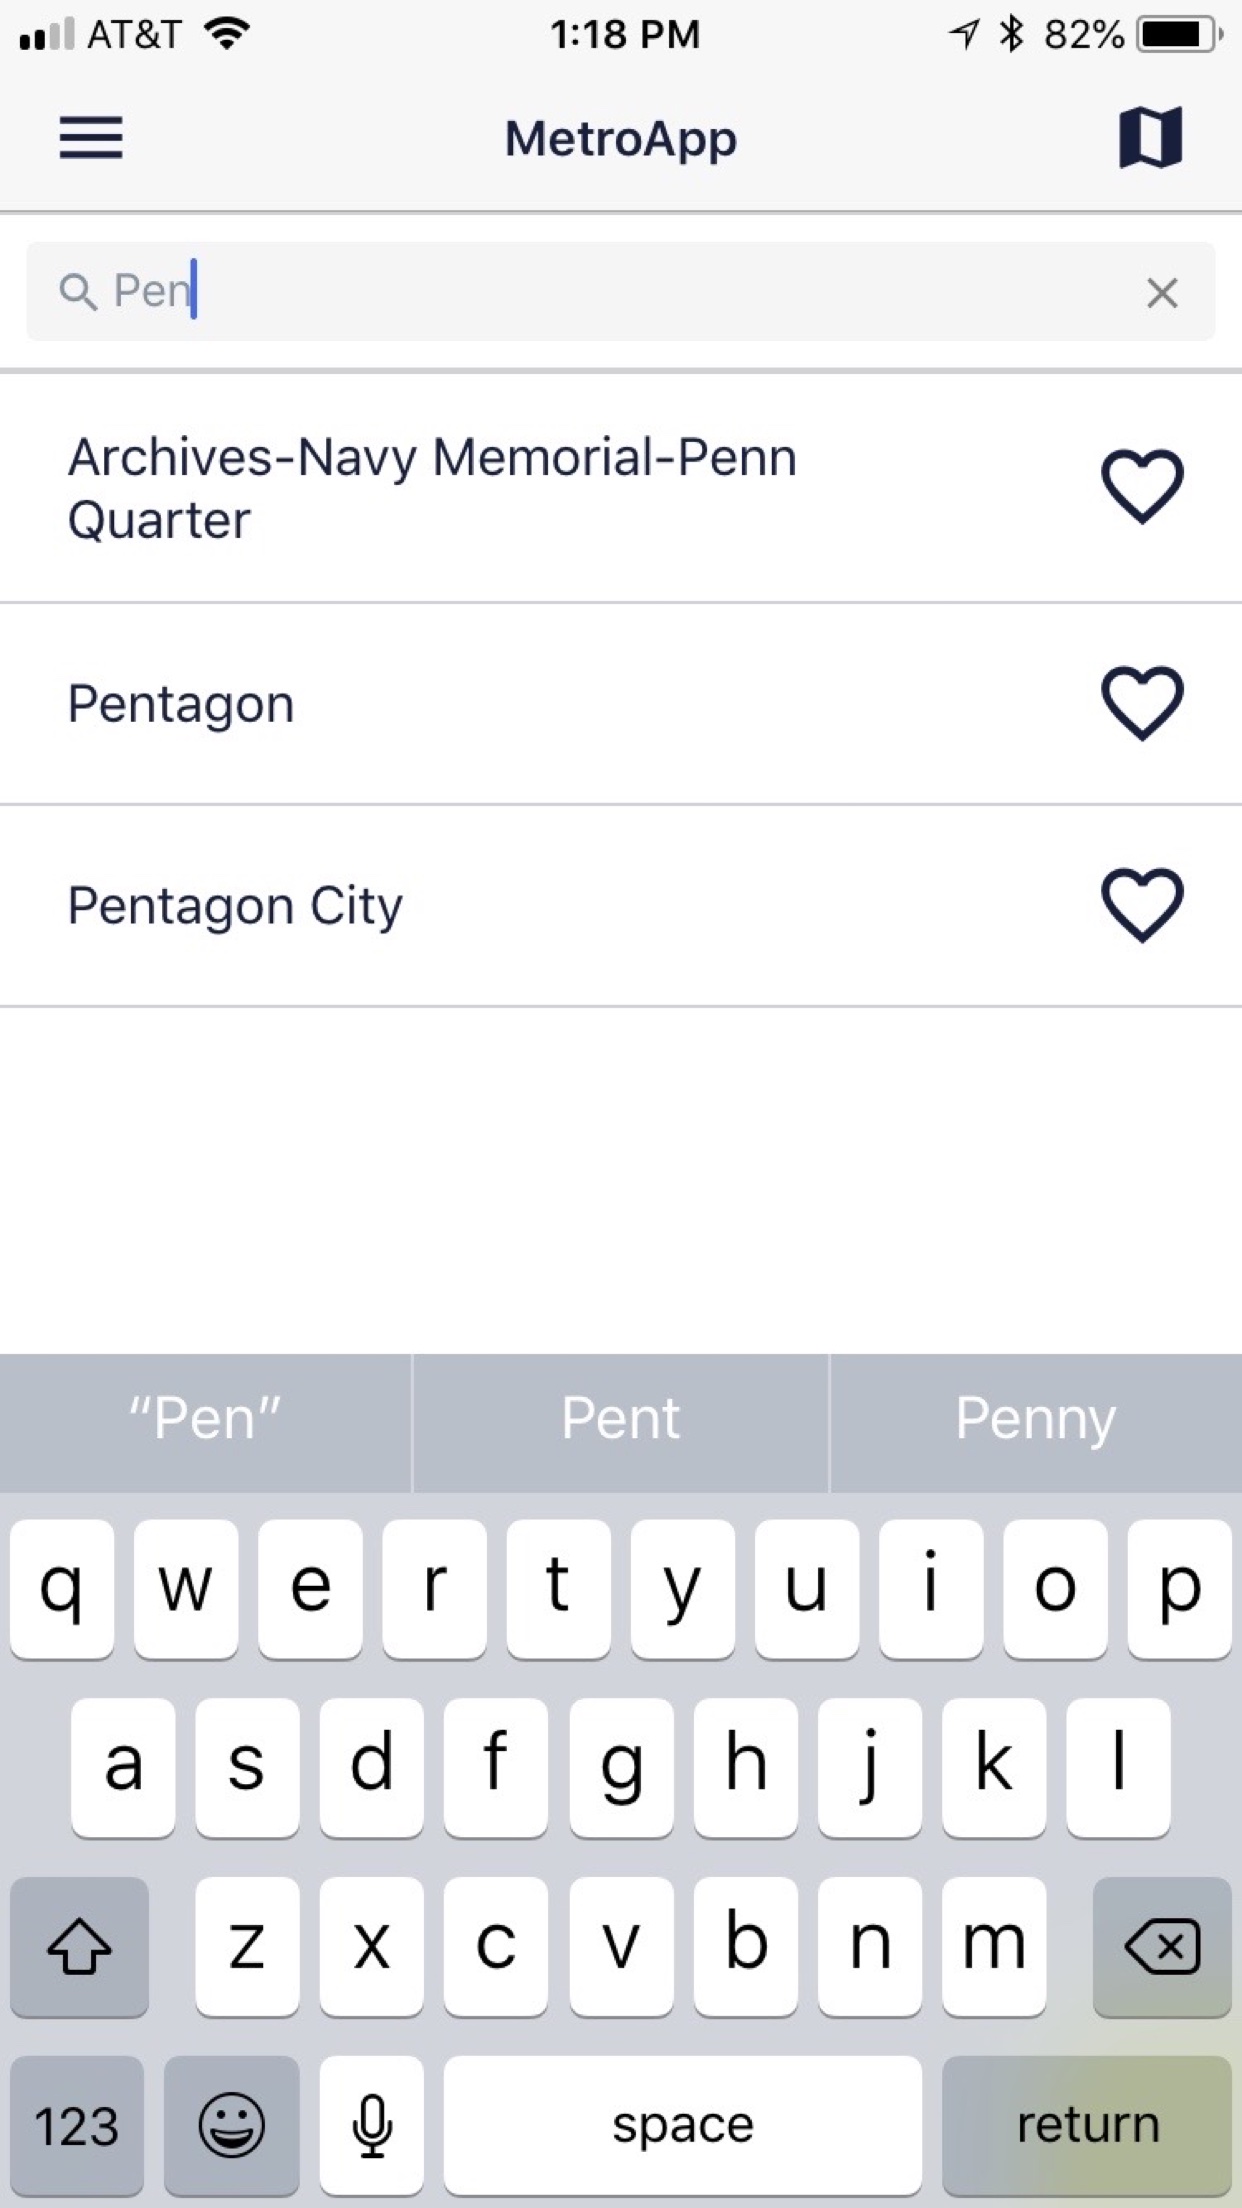 AT&T 1:18 PM 82%
MetroApp
Pen
Archives-Navy Memorial-Penn
Quarter
Pentagon
Pentagon City
“Pen” Pent Penny
q w e r t y u i o p
a s d f g h j k l
z x c v b n m
123 space return